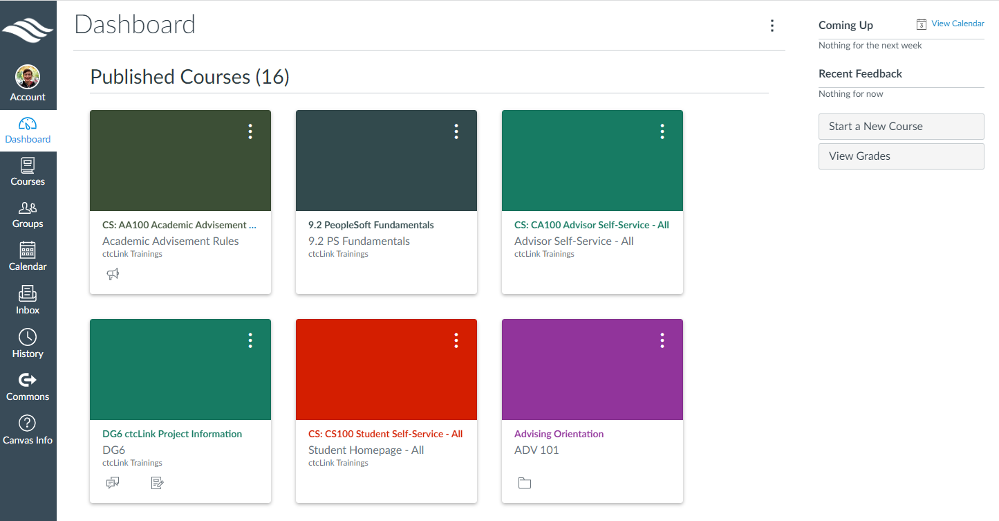 Dashboard
Account
Dashboard
Courses
Groups
Calendar
Inbox
History
Commons
Canvas Info
Published Courses (16)
CS: AA100 Academic Advisement ...
Academic Advisement Rules
ctcLink Trainings
9.2 PeopleSoft Fundamentals
9.2 PS Fundamentals
ctcLink Trainings
CS: CA100 Advisor Self-Service - All
Advisor Self-Service - All
ctcLink Trainings
DG6 ctcLink Project Information
DG6
ctcLink Trainings
CS: CS100 Student Self-Service - All
Student Homepage - All
ctcLink Trainings
Advising Orientation
ADV 101
Coming Up
3 View Calendar
Nothing for the next week
Recent Feedback
Nothing for now
Start a New Course
View Grades